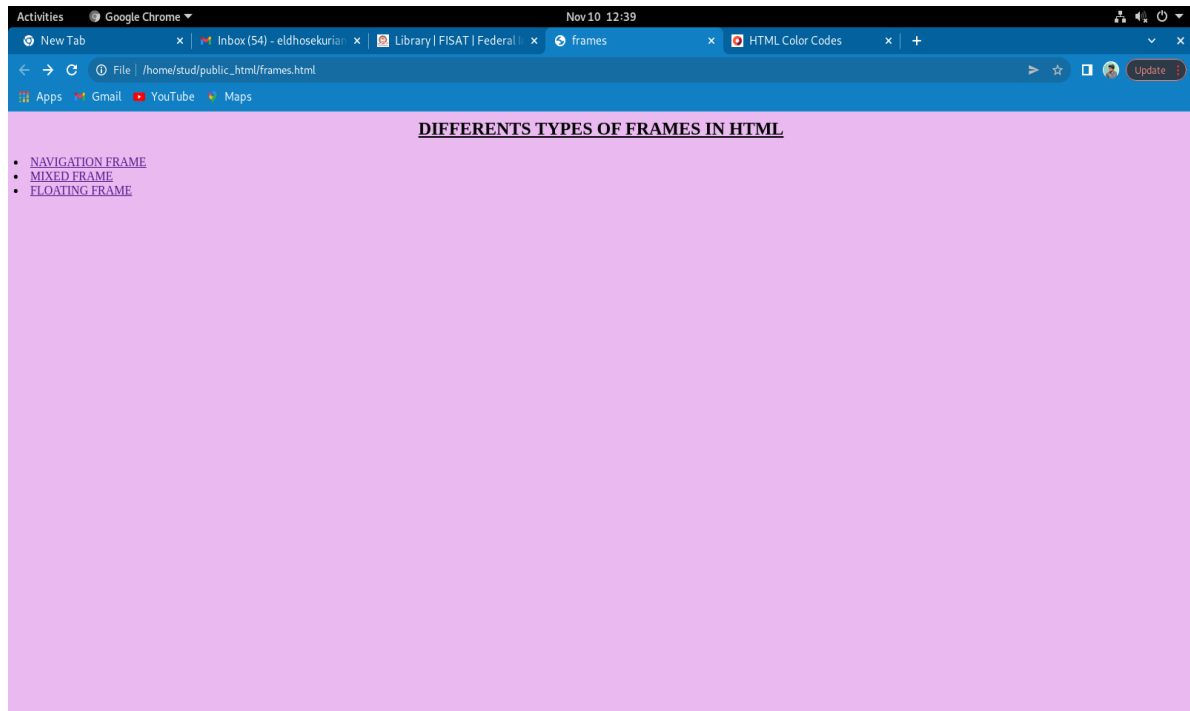 Activities Google Chrome Nov 10 12:39
New Tab Inbox (54) - eldhosekurian Library | FISAT | Federal I frames HTML Color Codes
File /home/stud/public_html/frames.html Update
Apps Gmail YouTube Maps
DIFFERENTS TYPES OF FRAMES IN HTML
NAVIGATION FRAME
MIXED FRAME
FLOATING FRAME